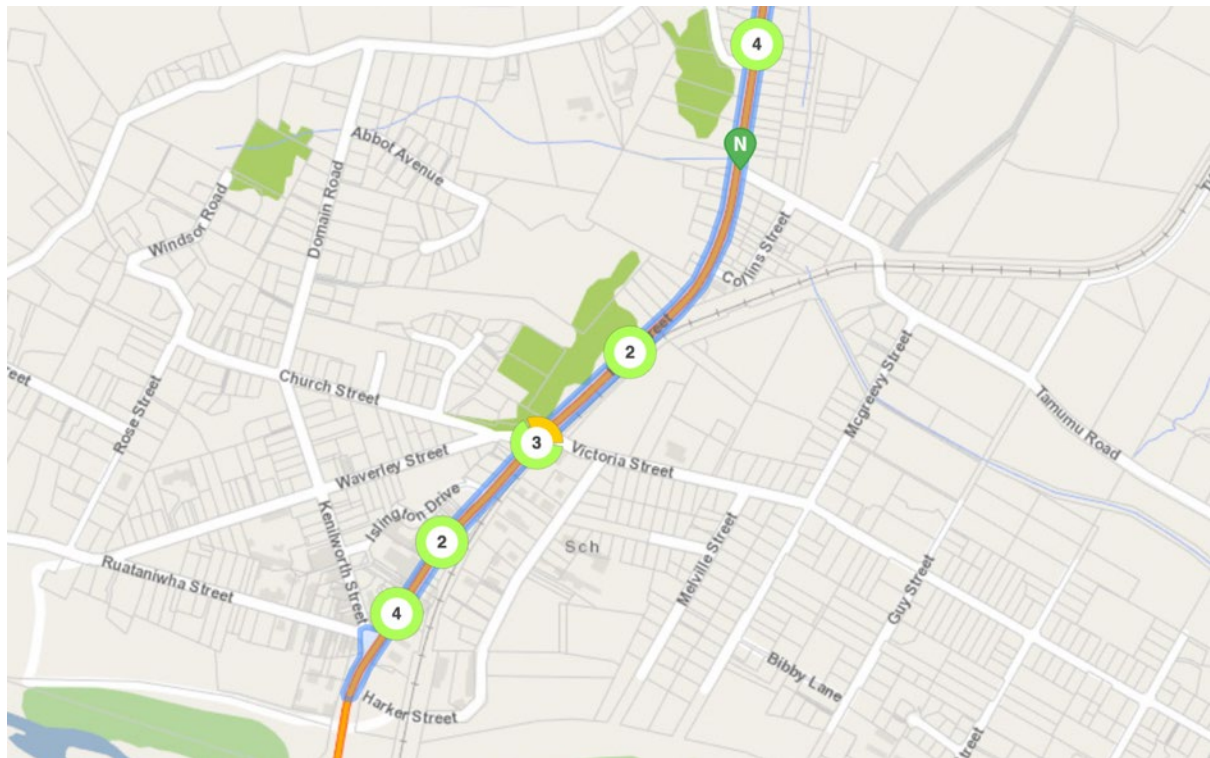 4
N
Abbot Avenue
Windsor Road
Domain Road
Collins Street
2
Street
Church Street
Rose Street
Mcgreevy Street
Tamumu Road
3
Victoria Street
Waverley Street
Islington Drive
Kenilworth Street
2
Sch
Melville Street
Guy Street
Ruataniwha Street
4
Bibby Lane
Harker Street
Street